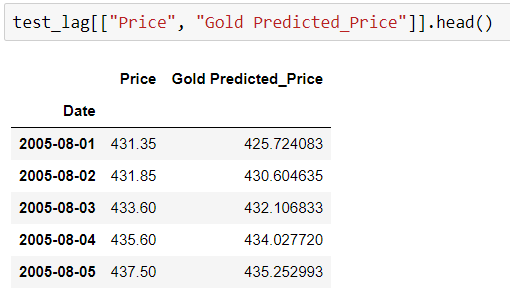 test_lag[["Price", "Gold Predicted_Price"]].head()
Price Gold Predicted_Price
Date
2005-08-01 431.35 425.724083
2005-08-02 431.85 430.604635
2005-08-03 433.60 432.106833
2005-08-04 435.60 434.027720
2005-08-05 437.50 435.252993